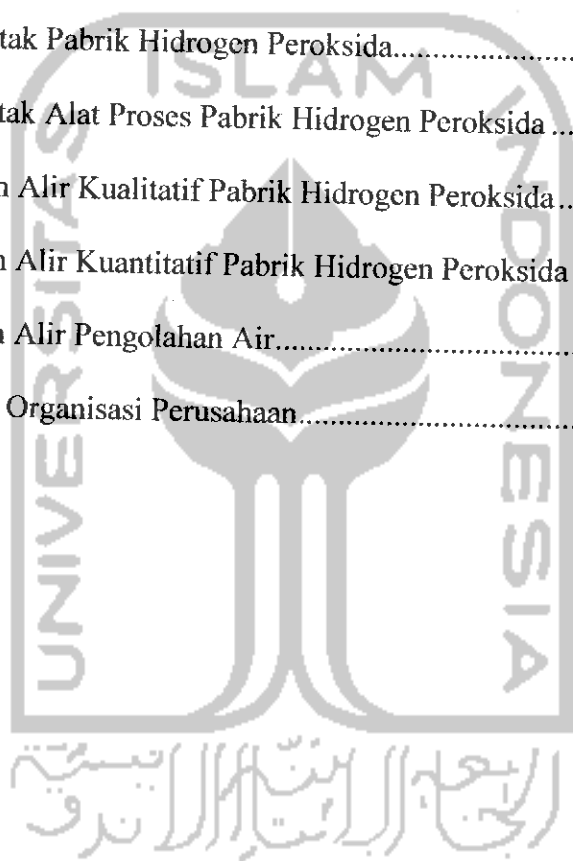 tak Pabrik Hidrogen Peroksida
tak Alat Proses Pabrik Hidrogen Peroksida ...
n Alir Kualitatif Pabrik Hidrogen Peroksida ..
n Alir Kuantitatif Pabrik Hidrogen Peroksida
n Alir Pengolahan Air
Organisasi Perusahaan
ISLAM
UNIVERSITAS
INDONESIA